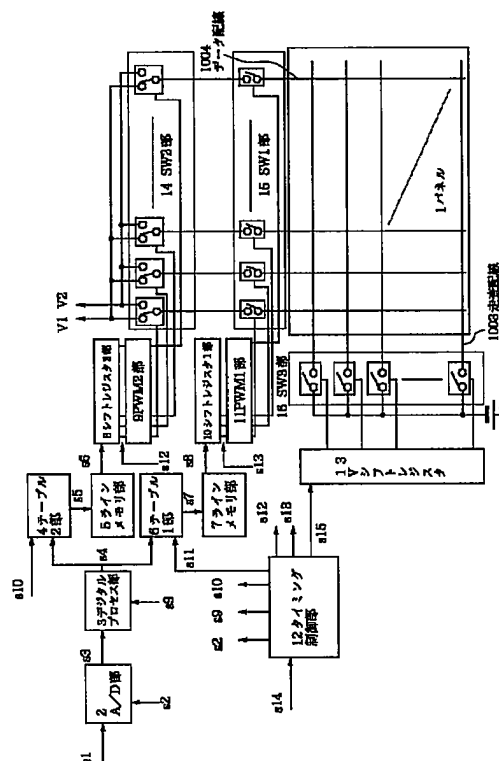 s1
2
A/D部
s2
s3
3デジタル
プロセス部
s9
s4
s10
4テーブル
2部
s5
5ライン
メモリ部
6テーブル
1部
s11
s7
7ライン
メモリ部
s6
8シフトレジスタ2部
9PWM2部
s12
s8
10シフトレジスタ1部
11PWM1部
s13
V1 V2
14 SW2部
15 SW1部
1004
データ配線
1パネル
1003走査配線
16 SW3部
13
Vシフトレジスタ
s14
12タイミング
制御部
s2
s9
s10
s12
s13
s15